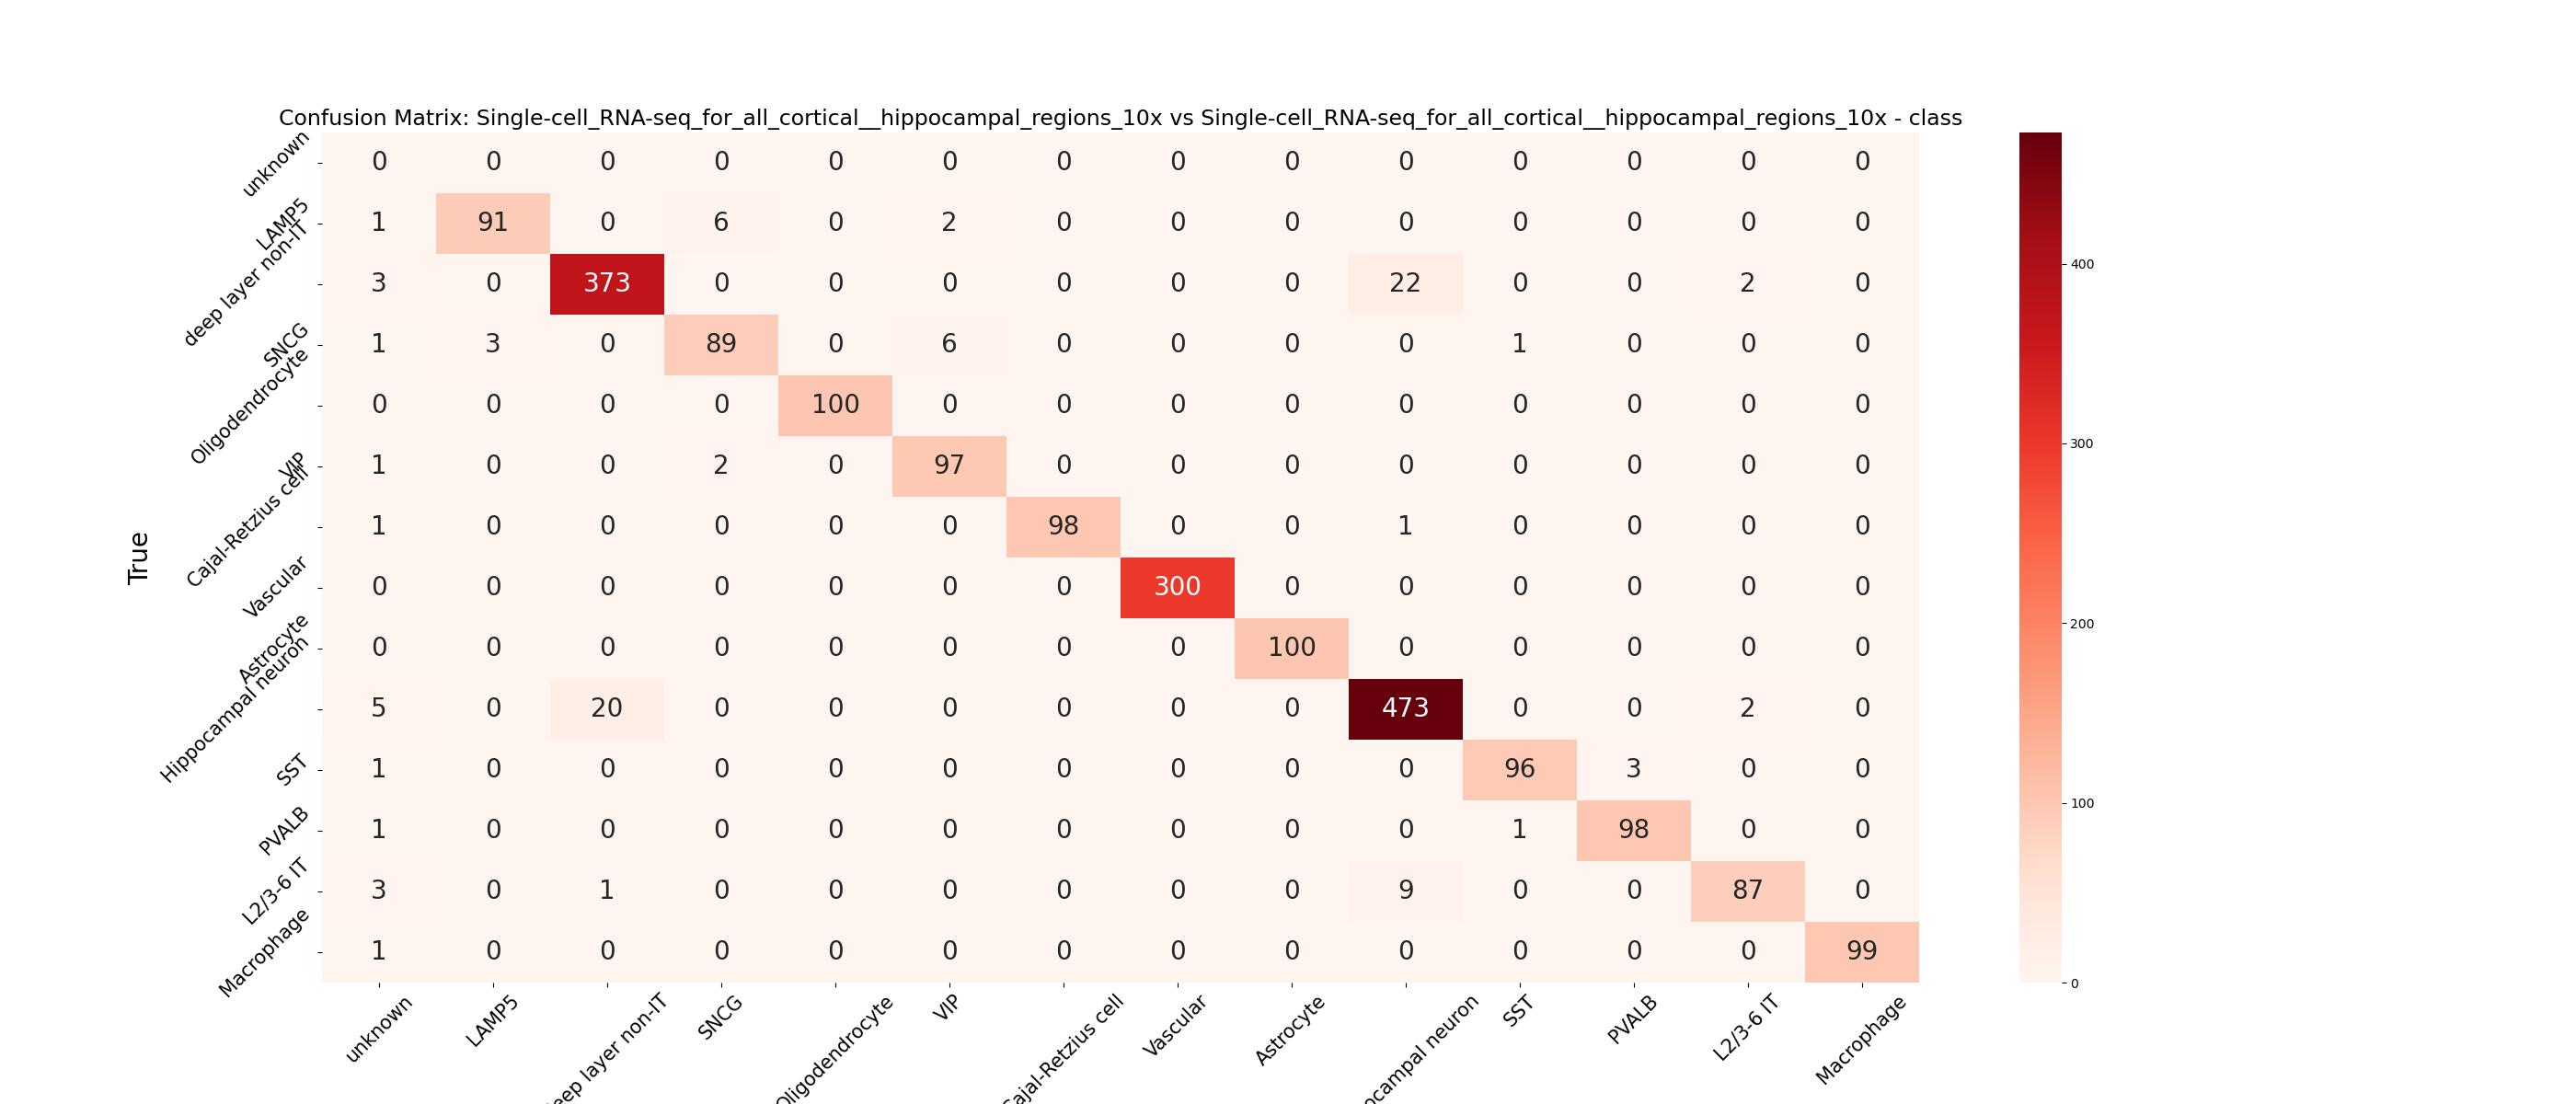 Confusion Matrix: Single-cell_RNA-seq_for_all_cortical__hippocampal_regions_10x vs Single-cell_RNA-seq_for_all_cortical__hippocampal_regions_10x - class
True
unknown 0 0 0 0 0 0 0 0 0 0 0 0 0 0
LAMP5 1 91 0 6 0 2 0 0 0 0 0 0 0 0
deep layer non-IT 3 0 373 0 0 0 0 0 0 22 0 0 2 0
SNCG 1 3 0 89 0 6 0 0 0 0 1 0 0 0
Oligodendrocyte 0 0 0 0 100 0 0 0 0 0 0 0 0 0
VIP 1 0 0 2 0 97 0 0 0 0 0 0 0 0
Cajal-Retzius cell 1 0 0 0 0 0 98 0 0 1 0 0 0 0
Vascular 0 0 0 0 0 0 0 300 0 0 0 0 0 0
Astrocyte 0 0 0 0 0 0 0 0 100 0 0 0 0 0
Hippocampal neuron 5 0 20 0 0 0 0 0 0 473 0 0 2 0
SST 1 0 0 0 0 0 0 0 0 0 96 3 0 0
PVALB 1 0 0 0 0 0 0 0 0 0 1 98 0 0
L2/3-6 IT 3 0 1 0 0 0 0 0 0 9 0 0 87 0
Macrophage 1 0 0 0 0 0 0 0 0 0 0 0 0 99
unknown
LAMP5
eep layer non-IT
SNCG
Oligodendrocyte
VIP
Cajal-Retzius cell
Vascular
Astrocyte
ocampal neuron
SST
PVALB
L2/3-6 IT
Macrophage
400
300
200
100
0